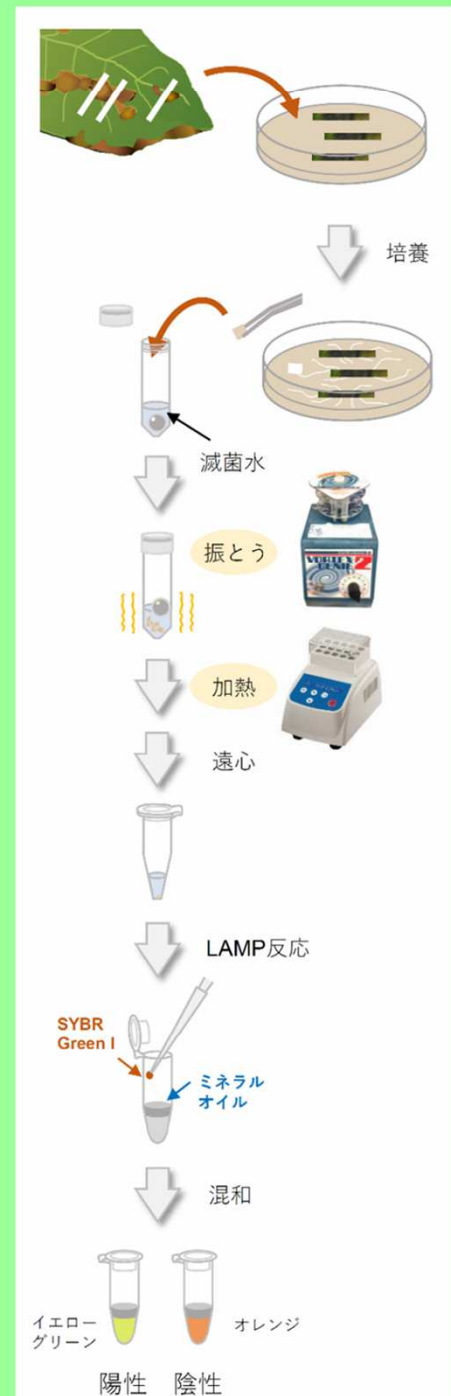 培養
滅菌水
振とう
VORTEX
GENIE
2
加熱
遠心
LAMP反応
SYBR
Green I
ミネラル
オイル
混和
イエロー
グリーン
オレンジ
陽性
陰性